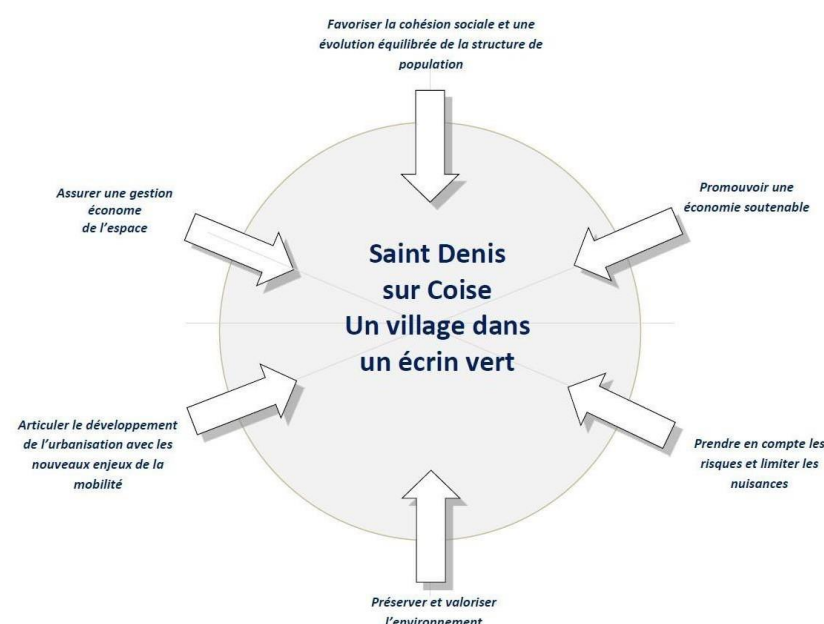 Favoriser la cohésion sociale et une
évolution équilibrée de la structure de
population
Assurer une gestion
économe
de l'espace
Promouvoir une
économie soutenable
Saint Denis
sur Coise
Un village dans
un écrin vert
Articuler le développement
de l'urbanisation avec les
nouveaux enjeux de la
mobilité
Prendre en compte les
risques et limiter les
nuisances
Préserver et valoriser
l'environnement